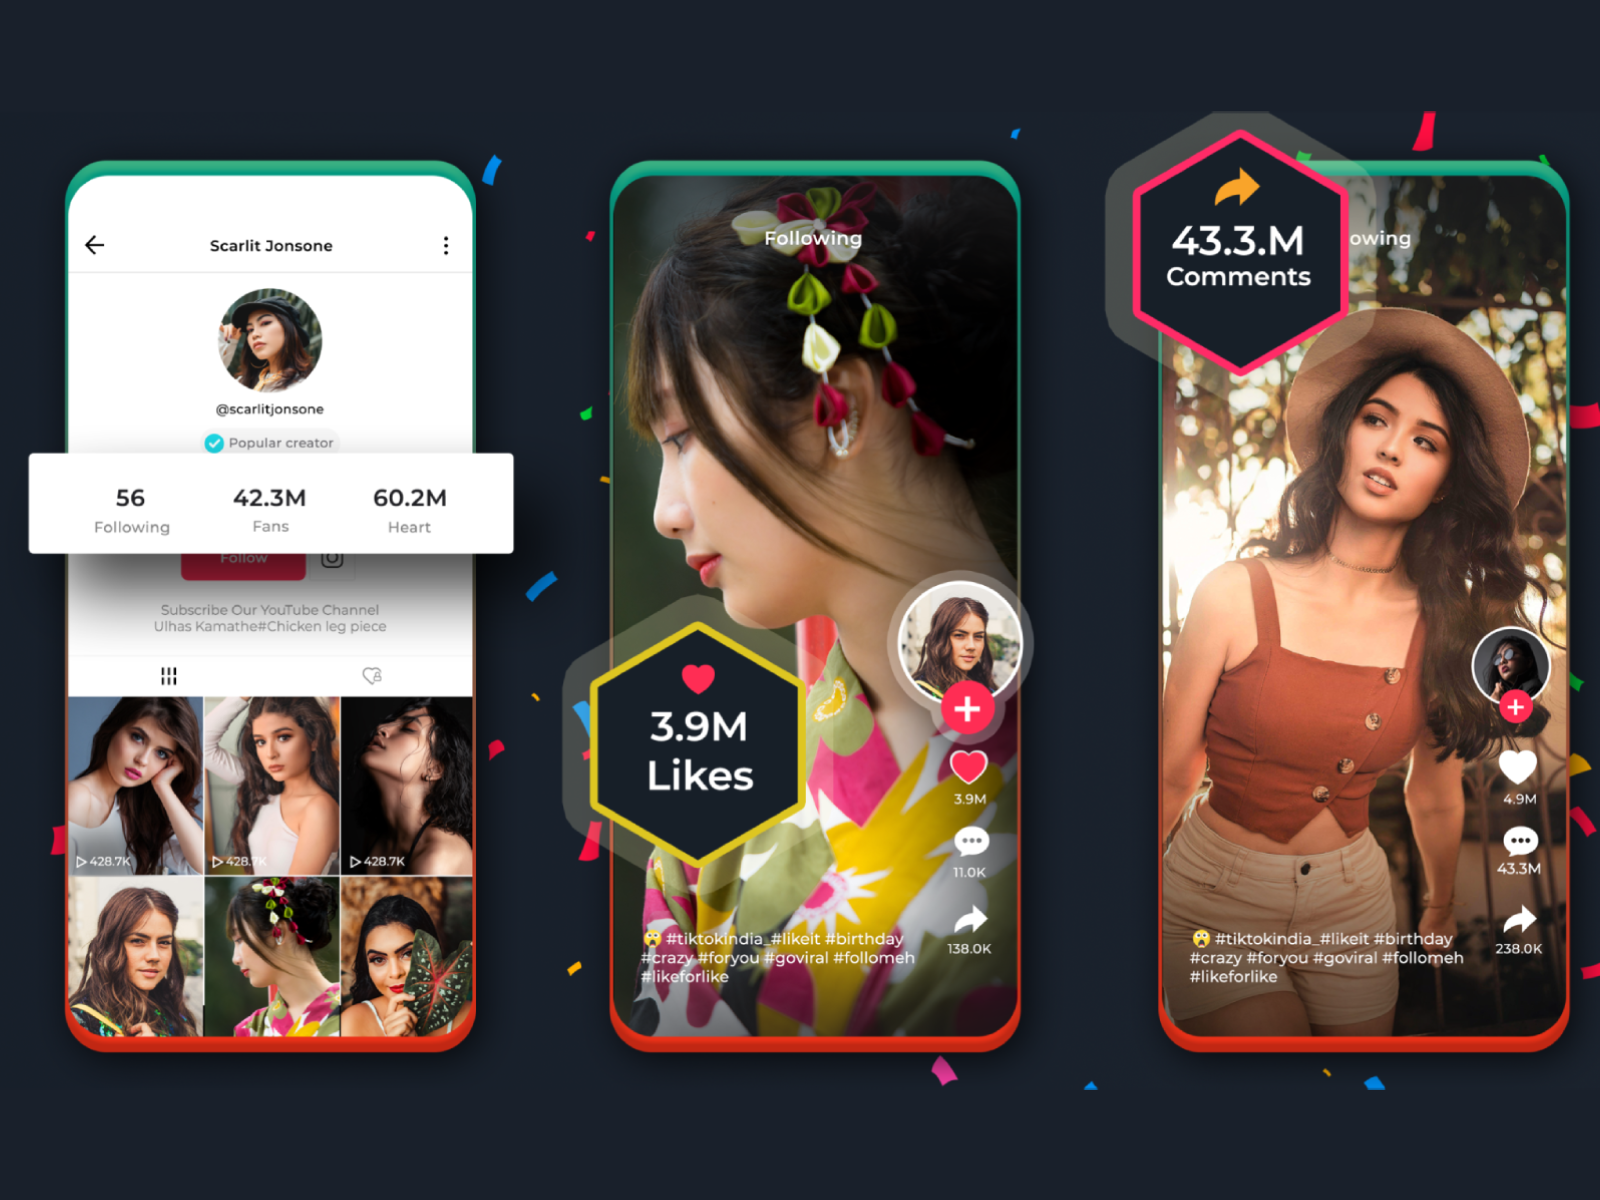 Scarlit Jonsone
@scarlitjonsone
Popular creator
56
Following
42.3M
Fans
60.2M
Heart
Follow
Subscribe Our YouTube Channel
Ulhas Kamathe#Chicken leg piece
428.7K
428.7K
428.7K
Following
3.9M
Likes
3.9M
11.0K
138.0K
#tiktokindia_#likeit #birthday
#crazy #foryou #goviral #followmeh
#likeforlike
43.3.M
Comments
owing
4.9M
43.3M
238.0K
#tiktokindia_#likeit #birthday
#crazy #foryou #goviral #followmeh
#likeforlike